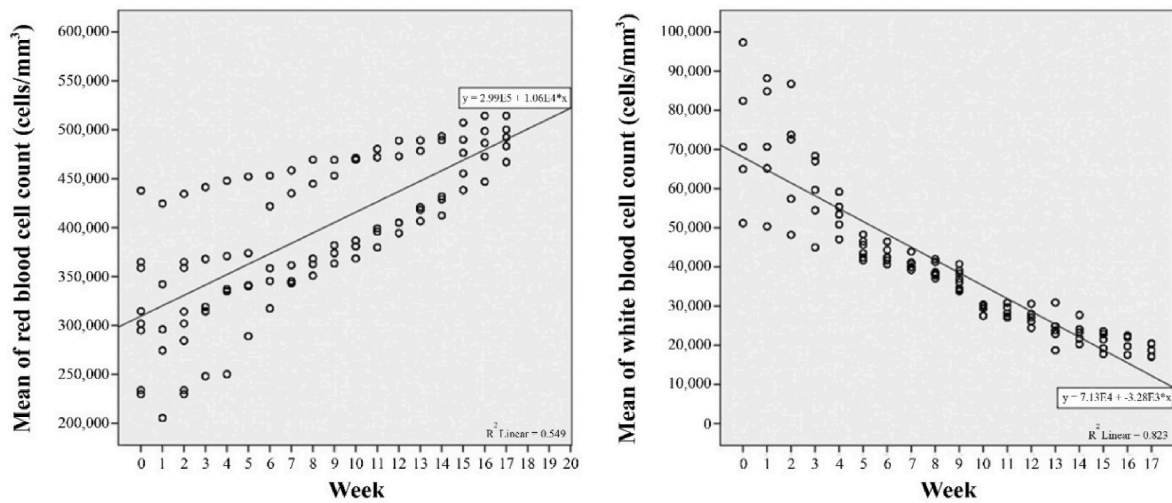 Mean of red blood cell count (cells/mm³)
600,000
550,000
500,000
450,000
400,000
350,000
300,000
250,000
200,000
y = 2.99E5 + 1.06E4*x
R² Linear = 0.549
0 1 2 3 4 5 6 7 8 9 10 11 12 13 14 15 16 17 18 19 20
Week
Mean of white blood cell count (cells/mm³)
100,000
90,000
80,000
70,000
60,000
50,000
40,000
30,000
20,000
10,000
0
y = 7.13E4 + -3.28E3*x
R² Linear = 0.823
0 1 2 3 4 5 6 7 8 9 10 11 12 13 14 15 16 17
Week